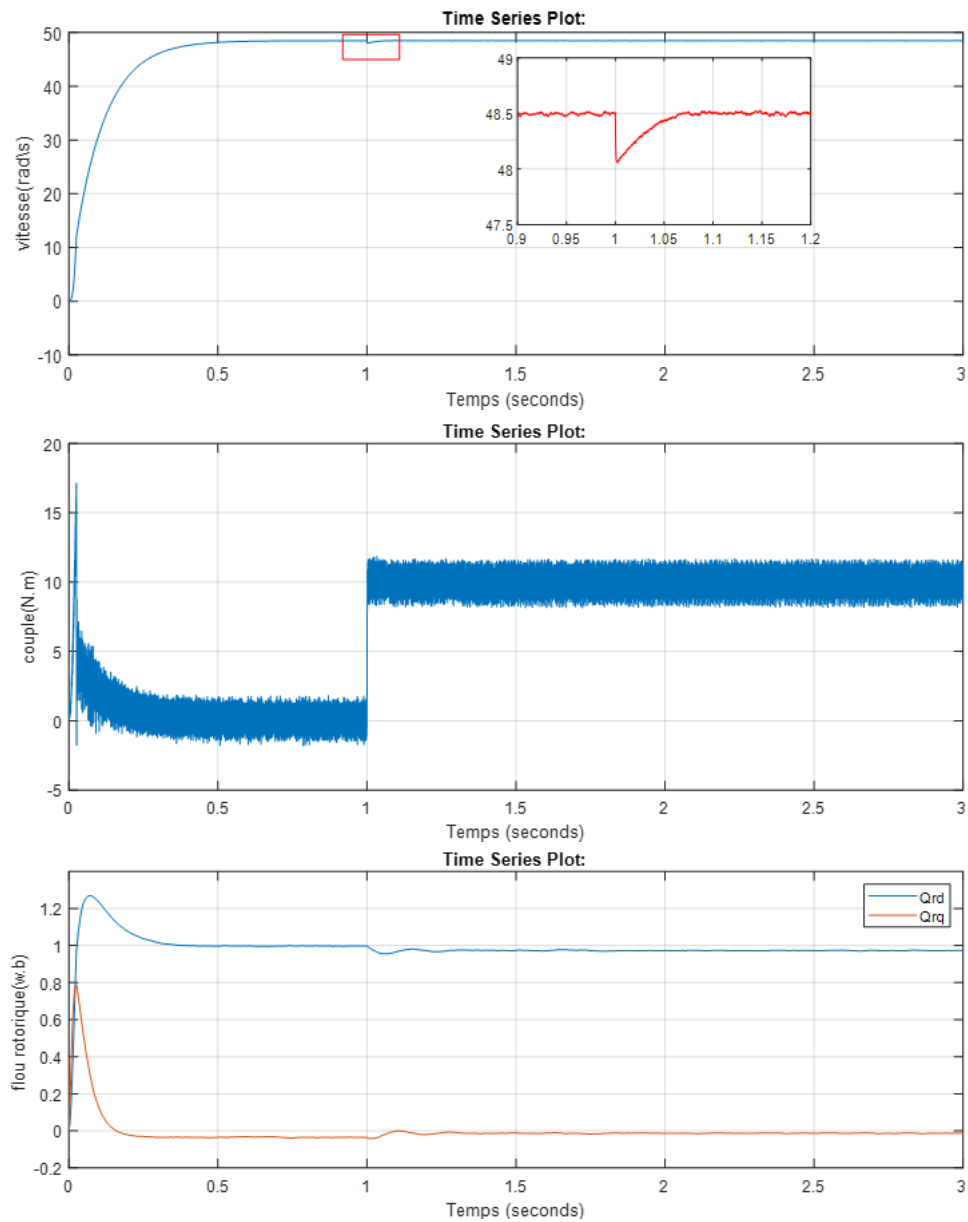 Time Series Plot:
vitesse(rad\s)
50
40
30
20
10
0
-10
0 0.5 1 1.5 2 2.5 3
Temps (seconds)
49
48.5
48
47.5
0.9 0.95 1 1.05 1.1 1.15 1.2
Time Series Plot:
couple(N.m)
20
15
10
5
0
-5
0 0.5 1 1.5 2 2.5 3
Temps (seconds)
Time Series Plot:
flou rotorique(w.b)
1.2
1
0.8
0.6
0.4
0.2
0
-0.2
0 0.5 1 1.5 2 2.5 3
Temps (seconds)
Qrd
Qrq